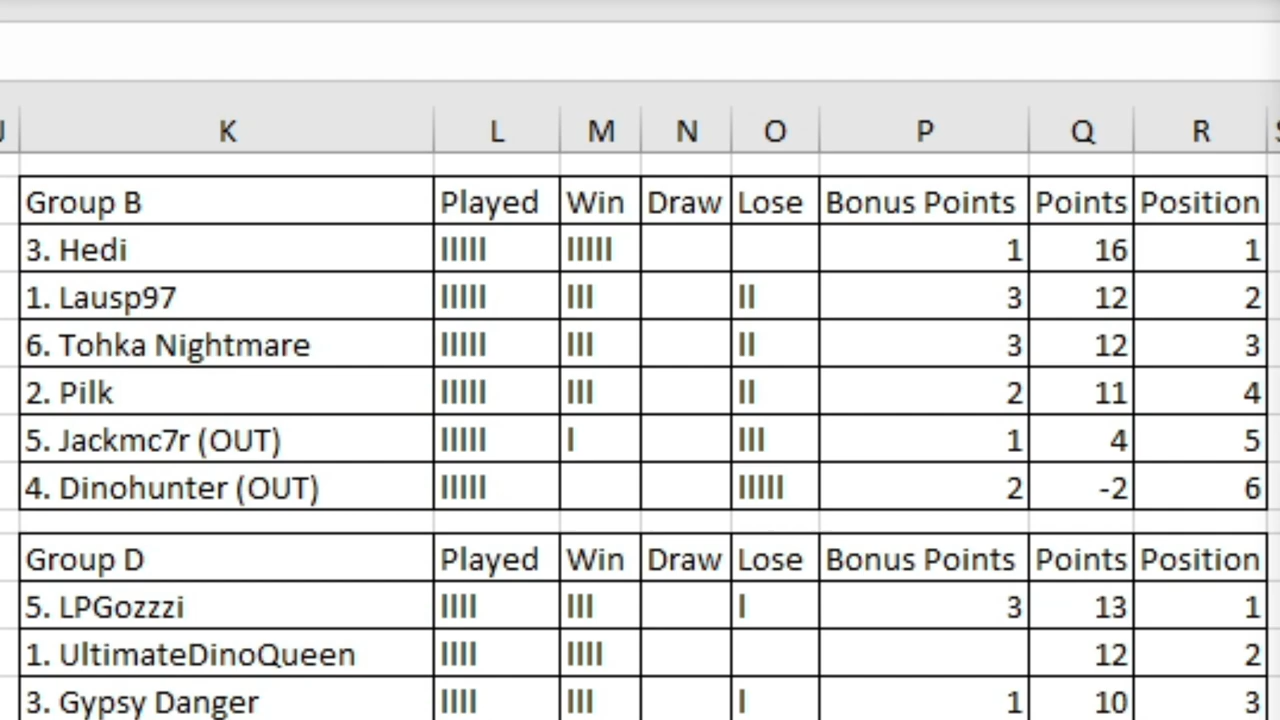 J K L M N O P Q R S
Group B Played Win Draw Lose Bonus Points Points Position
3. Hedi IIIII IIIII 1 16 1
1. Lausp97 IIIII III II 3 12 2
6. Tohka Nightmare IIIII III II 3 12 3
2. Pilk IIIII III II 2 11 4
5. Jackmc7r (OUT) IIIII I III 1 4 5
4. Dinohunter (OUT) IIIII IIIII 2 -2 6
Group D Played Win Draw Lose Bonus Points Points Position
5. LPGozzzi IIII III I 3 13 1
1. UltimateDinoQueen IIII IIII 12 2
3. Gypsy Danger IIII III I 1 10 3